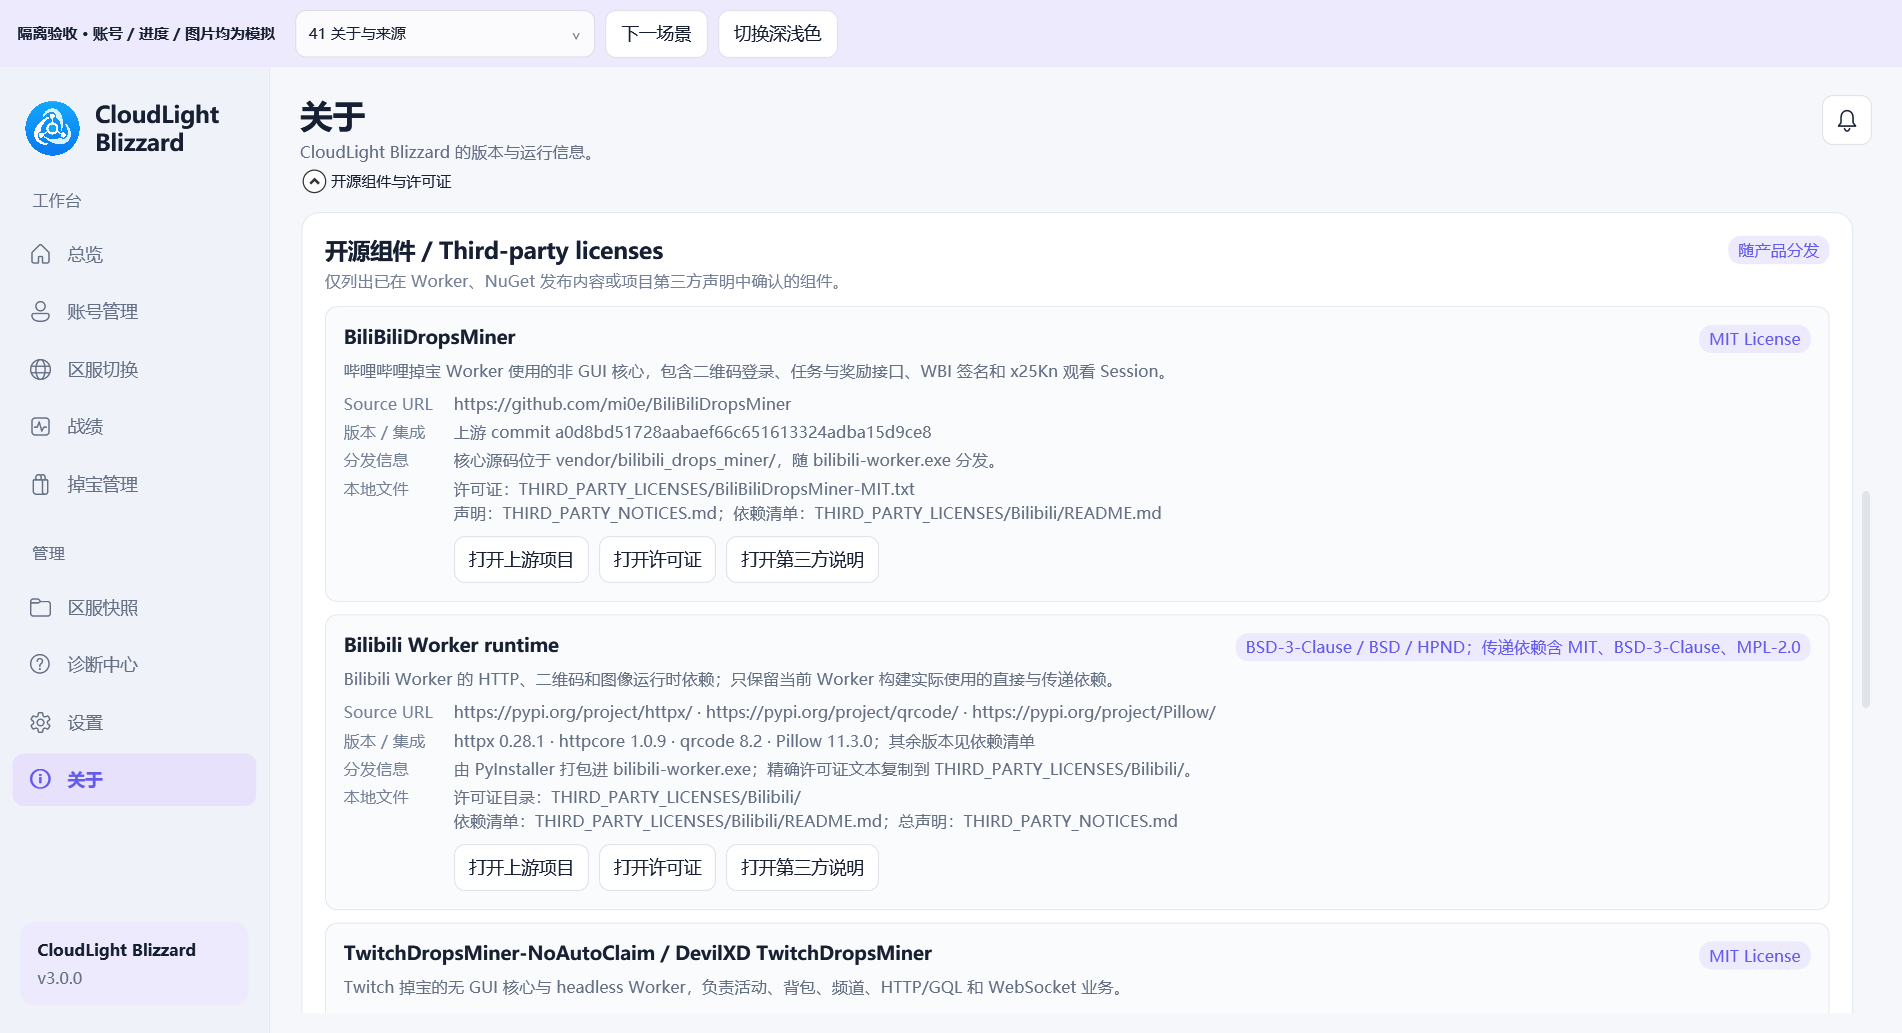 隔离验收 • 账号 / 进度 / 图片均为模拟
41 关于与来源
下一场景
切换深浅色
CloudLight
Blizzard
工作台
总览
账号管理
区服切换
战绩
掉宝管理
管理
区服快照
诊断中心
设置
关于
CloudLight Blizzard
v3.0.0
关于
CloudLight Blizzard 的版本与运行信息。
开源组件与许可证
开源组件 / Third-party licenses
随产品分发
仅列出已在 Worker、NuGet 发布内容或项目第三方声明中确认的组件。
BiliBiliDropsMiner
MIT License
哔哩哔哩掉宝 Worker 使用的非 GUI 核心，包含二维码登录、任务与奖励接口、WBI 签名和 x25Kn 观看 Session。
Source URL https://github.com/mi0e/BiliBiliDropsMiner
版本 / 集成 上游 commit a0d8bd51728aabaef66c651613324adba15d9ce8
分发信息 核心源码位于 vendor/bilibili_drops_miner/，随 bilibili-worker.exe 分发。
本地文件 许可证：THIRD_PARTY_LICENSES/BiliBiliDropsMiner-MIT.txt
声明：THIRD_PARTY_NOTICES.md；依赖清单：THIRD_PARTY_LICENSES/Bilibili/README.md
打开上游项目 打开许可证 打开第三方说明
Bilibili Worker runtime
BSD-3-Clause / BSD / HPND；传递依赖含 MIT、BSD-3-Clause、MPL-2.0
Bilibili Worker 的 HTTP、二维码和图像运行时依赖；只保留当前 Worker 构建实际使用的直接与传递依赖。
Source URL https://pypi.org/project/httpx/ · https://pypi.org/project/qrcode/ · https://pypi.org/project/Pillow/
版本 / 集成 httpx 0.28.1 · httpcore 1.0.9 · qrcode 8.2 · Pillow 11.3.0；其余版本见依赖清单
分发信息 由 PyInstaller 打包进 bilibili-worker.exe；精确许可证文本复制到 THIRD_PARTY_LICENSES/Bilibili/。
本地文件 许可证目录：THIRD_PARTY_LICENSES/Bilibili/
依赖清单：THIRD_PARTY_LICENSES/Bilibili/README.md；总声明：THIRD_PARTY_NOTICES.md
打开上游项目 打开许可证 打开第三方说明
TwitchDropsMiner-NoAutoClaim / DevilXD TwitchDropsMiner
MIT License
Twitch 掉宝的无 GUI 核心与 headless Worker，负责活动、背包、频道、HTTP/GQL 和 WebSocket 业务。